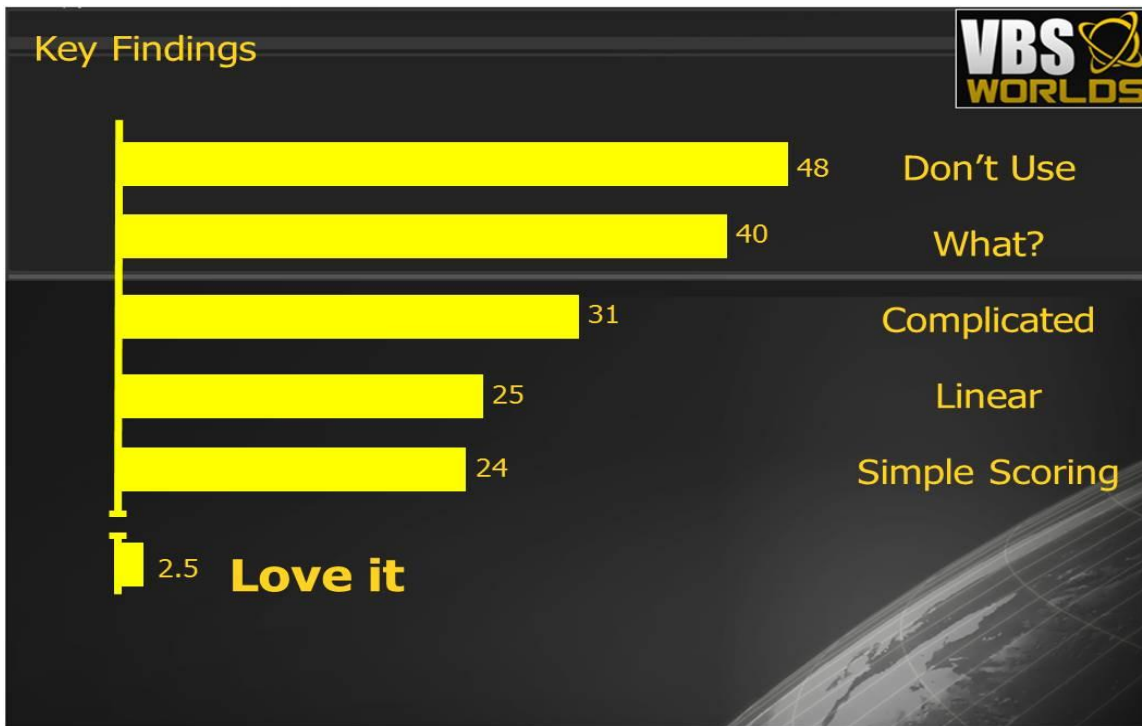 Key Findings
VBS
WORLDS
48 Don't Use
40 What?
31 Complicated
25 Linear
24 Simple Scoring
2.5 Love it